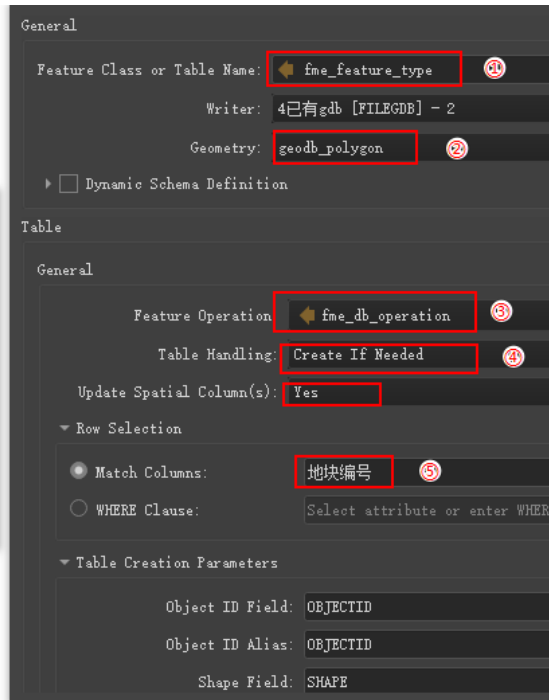 General
Feature Class or Table Name: fme_feature_type ①
Writer: 4已有gdb [FILEGDB] - 2
Geometry: geodb_polygon ②
Dynamic Schema Definition
Table
General
Feature Operation fme_db_operation ③
Table Handling: Create If Needed ④
Update Spatial Column(s): Yes
Row Selection
Match Columns: 地块编号 ⑤
WHERE Clause: Select attribute or enter WHER
Table Creation Parameters
Object ID Field: OBJECTID
Object ID Alias: OBJECTID
Shape Field: SHAPE